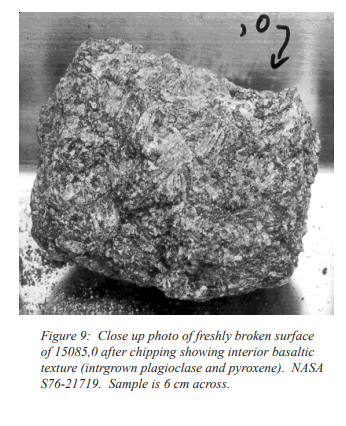 ,0
Figure 9:  Close up photo of freshly broken surface
of 15085,0 after chipping showing interior basaltic
texture (intrgrown plagioclase and pyroxene).  NASA
S76-21719.  Sample is 6 cm across.